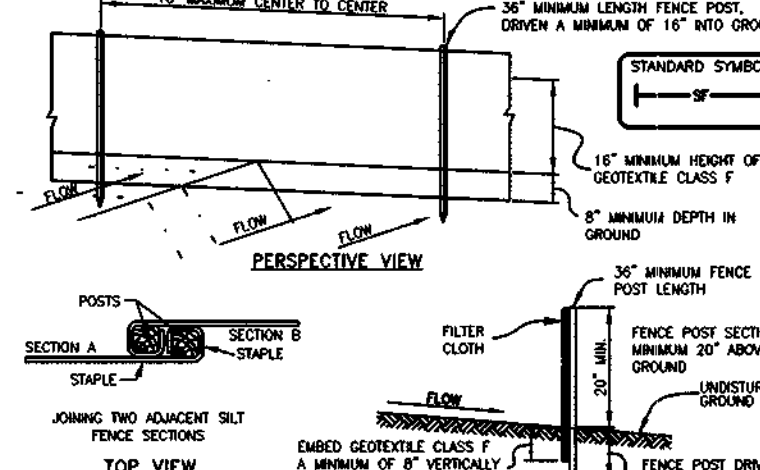 MAXIMUM CENTER TO CENTER
36" MINIMUM LENGTH FENCE POST,
DRIVEN A MINIMUM OF 16" INTO
STANDARD
SF
16" MINIMUM HEIGHT OF
GEOTEXTILE CLASS F
8" MINIMUM DEPTH IN
GROUND
FLOW
FLOW
FLOW
PERSPECTIVE VIEW
36" MINIMUM FENCE
POST LENGTH
POSTS
SECTION A
SECTION B
STAPLE
STAPLE
JOINING TWO ADJACENT SILT
FENCE SECTIONS
TOP VIEW
FILTER
CLOTH
20" MIN.
FENCE POST
MINIMUM 20"
GROUND
GROUND
FLOW
EMBED GEOTEXTILE CLASS F
A MINIMUM OF 8" VERTICALLY
FENCE POST